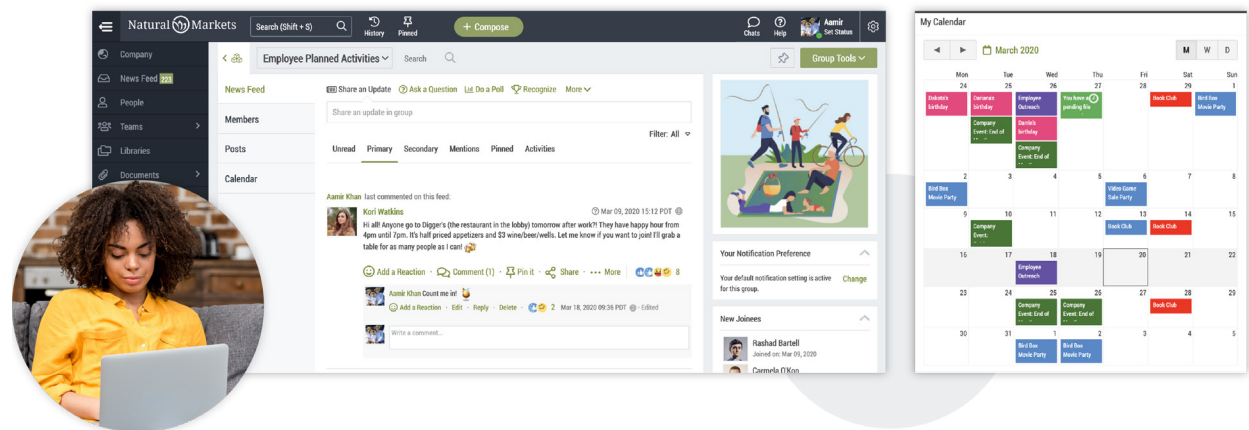 Natural Markets
Search (Shift + S)
History
Pinned
+ Compose
Chats
Help
Aamir
Set Status
Company
News Feed 223
People
Teams
Libraries
Documents
Employee Planned Activities
Search
Group Tools
News Feed
Members
Posts
Calendar
Share an Update
Ask a Question
Do a Poll
Recognize
More
Share an update in group
Filter: All
Unread
Primary
Secondary
Mentions
Pinned
Activities
Aamir Khan last commented on this feed.
Kori Watkins
Mar 09, 2020 15:12 PDT
Hi all! Anyone go to Digger's (the restaurant in the lobby) tomorrow after work?! They have happy hour from
4pm until 7pm. It's half priced appetizers and $3 wine/beer/wells. Let me know if you want to join! I'll grab a
table for as many people as I can!
Add a Reaction · Comment (1) · Pin it · Share · ••• More
8
Aamir Khan Count me in!
Add a Reaction · Edit · Reply · Delete · 2 Mar 18, 2020 09:36 PDT · Edited
Write a comment...
Your Notification Preference
Your default notification setting is active
for this group.
Change
New Joinees
Rashad Bartell
Joined on: Mar 09, 2020
Carmela O'Kon
My Calendar
March 2020
M W D
Mon Tue Wed Thu Fri Sat Sun
24 25 26 27 28 29 1
Dakota's
birthday
Damara's
birthday
Company
Event: End of
Employee
Outreach
Daniela's
birthday
Company
Event: End of
You have a
pending file
Book Club
Bird Box
Movie Party
2 3 4 5 6 7 8
Bird Box
Movie Party
Video Game
Sale Party
9 10 11 12 13 14 15
Company
Event:
Book Club
Book Club
16 17 18 19 20 21 22
Employee
Outreach
23 24 25 26 27 28 29
Company
Event: End of
Company
Event: End of
Book Club
30 31 1 2 3 4 5
Bird Box
Movie Party
Bird Box
Movie Party